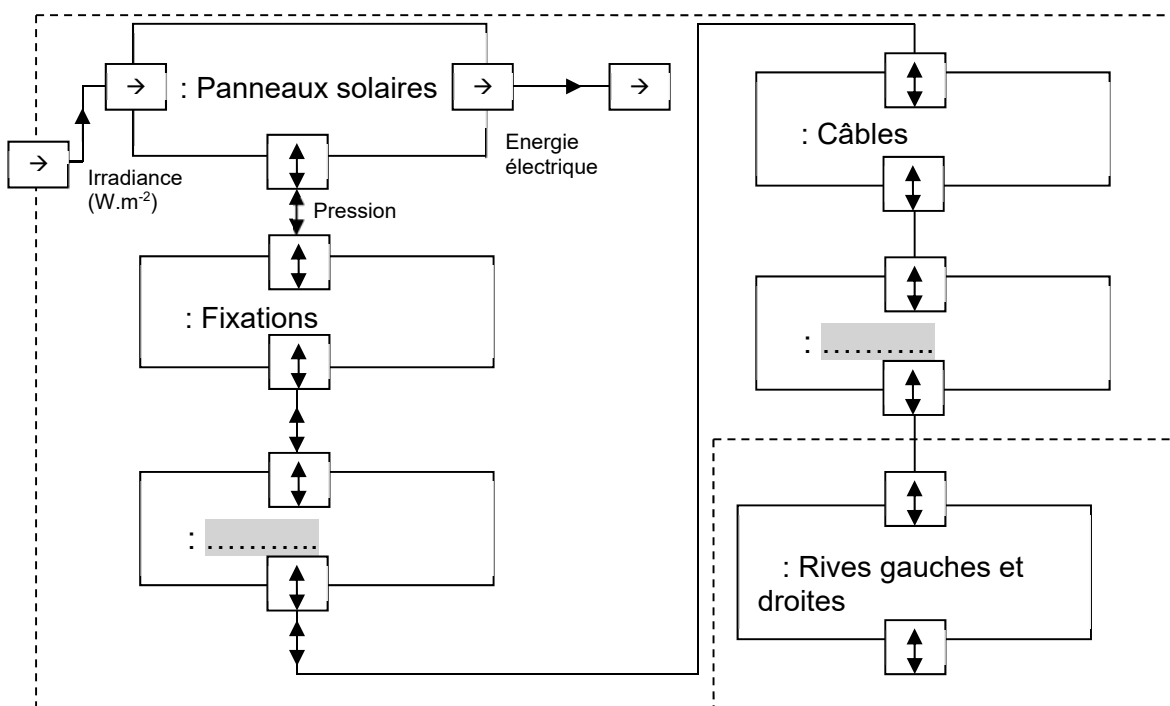 : Panneaux solaires
Irradiance
(W.m-2)
Energie
électrique
Pression
: Fixations
: ...........
: Câbles
: ...........
: Rives gauches et
droites